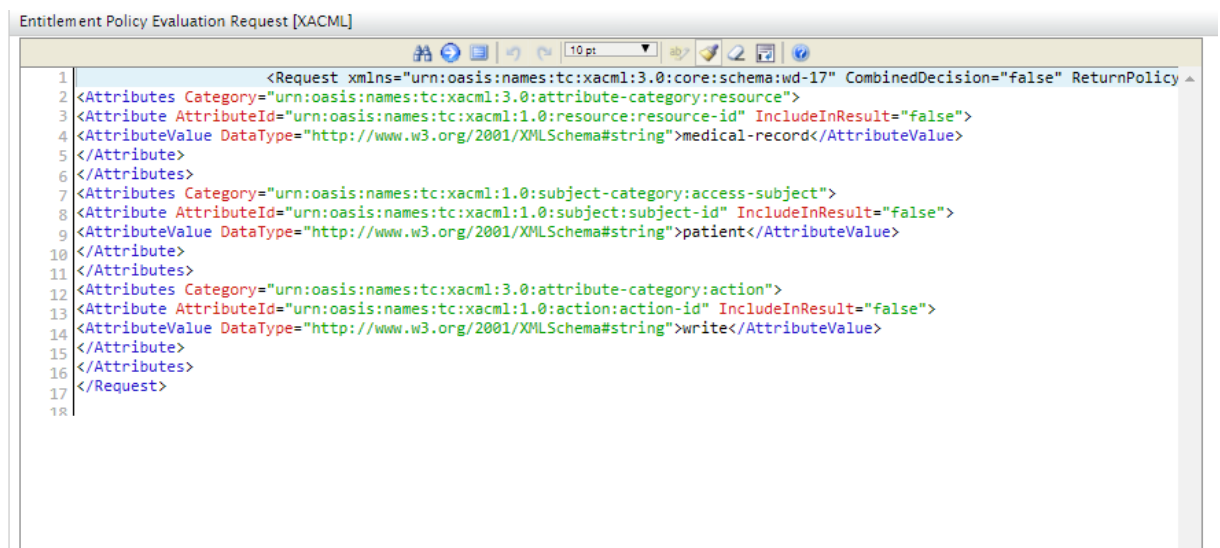 Entitlement Policy Evaluation Request [XACML]
10 pt
1 <Request xmlns="urn:oasis:names:tc:xacml:3.0:core:schema:wd-17" CombinedDecision="false" ReturnPolicy
2 <Attributes Category="urn:oasis:names:tc:xacml:3.0:attribute-category:resource">
3 <Attribute AttributeId="urn:oasis:names:tc:xacml:1.0:resource:resource-id" IncludeInResult="false">
4 <AttributeValue DataType="http://www.w3.org/2001/XMLSchema#string">medical-record</AttributeValue>
5 </Attribute>
6 </Attributes>
7 <Attributes Category="urn:oasis:names:tc:xacml:1.0:subject-category:access-subject">
8 <Attribute AttributeId="urn:oasis:names:tc:xacml:1.0:subject:subject-id" IncludeInResult="false">
9 <AttributeValue DataType="http://www.w3.org/2001/XMLSchema#string">patient</AttributeValue>
10 </Attribute>
11 </Attributes>
12 <Attributes Category="urn:oasis:names:tc:xacml:3.0:attribute-category:action">
13 <Attribute AttributeId="urn:oasis:names:tc:xacml:1.0:action:action-id" IncludeInResult="false">
14 <AttributeValue DataType="http://www.w3.org/2001/XMLSchema#string">write</AttributeValue>
15 </Attribute>
16 </Attributes>
17 </Request>
18